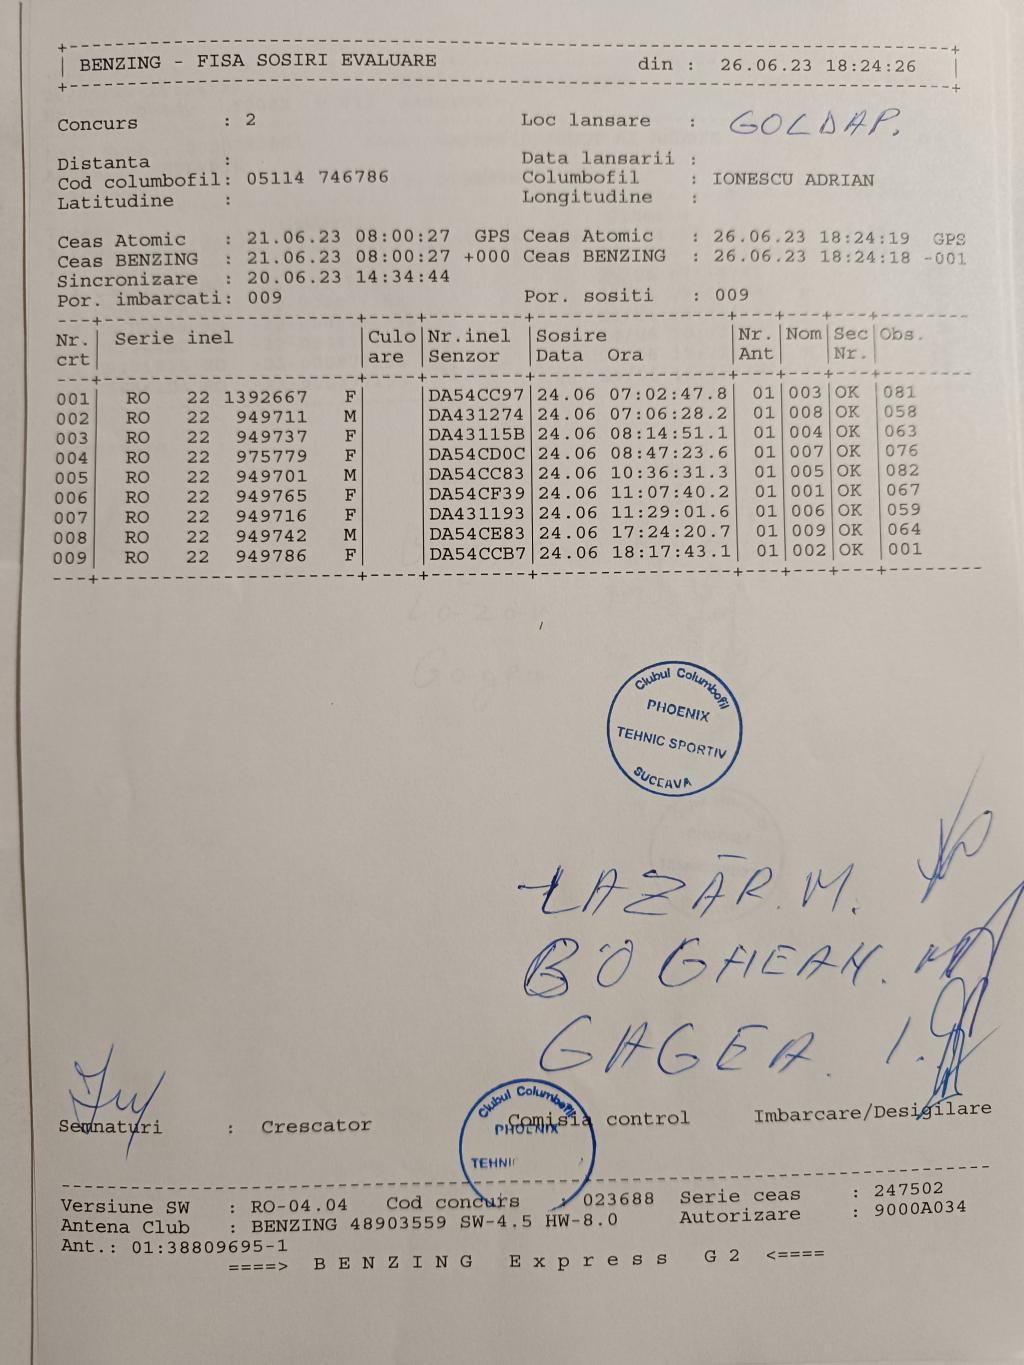 +--------------------------------------------------------------------------+
| BENZING - FISA SOSIRI EVALUARE din : 26.06.23 18:24:26 |
+--------------------------------------------------------------------------+
Concurs : 2 Loc lansare : GOLDAP.
Distanta : Data lansarii :
Cod columbofil: 05114 746786 Columbofil : IONESCU ADRIAN
Latitudine : Longitudine :
Ceas Atomic : 21.06.23 08:00:27 GPS Ceas Atomic : 26.06.23 18:24:19 GPS
Ceas BENZING : 21.06.23 08:00:27 +000 Ceas BENZING : 26.06.23 18:24:18 -001
Sincronizare : 20.06.23 14:34:44
Por. imbarcati: 009 Por. sositi : 009
Nr. | Serie inel | Culo | Nr.inel | Sosire | Nr. | Nom | Sec | Obs.
crt | | are | Senzor | Data Ora | Ant | | Nr. |
001 | RO 22 1392667 F | | DA54CC97 | 24.06 07:02:47.8 | 01 | 003 | OK | 081
002 | RO 22 949711 M | | DA431274 | 24.06 07:06:28.2 | 01 | 008 | OK | 058
003 | RO 22 949737 F | | DA43115B | 24.06 08:14:51.1 | 01 | 004 | OK | 063
004 | RO 22 975779 F | | DA54CD0C | 24.06 08:47:23.6 | 01 | 007 | OK | 076
005 | RO 22 949701 M | | DA54CC83 | 24.06 10:36:31.3 | 01 | 005 | OK | 082
006 | RO 22 949765 F | | DA54CF39 | 24.06 11:07:40.2 | 01 | 001 | OK | 067
007 | RO 22 949716 F | | DA431193 | 24.06 11:29:01.6 | 01 | 006 | OK | 059
008 | RO 22 949742 M | | DA54CE83 | 24.06 17:24:20.7 | 01 | 009 | OK | 064
009 | RO 22 949786 F | | DA54CCB7 | 24.06 18:17:43.1 | 01 | 002 | OK | 001
Clubul Columbofil
PHOENIX
TEHNIC SPORTIV
SUCEAVA
LAZĀR. M.
BOGHEAN. M
GAGEA. I.
Semnaturi : Crescator Comisia control Imbarcare/Desigilare
Clubul Columbofil
PHOENIX
TEHNI
Versiune SW : RO-04.04 Cod concurs : 023688 Serie ceas : 247502
Antena Club : BENZING 48903559 SW-4.5 HW-8.0 Autorizare : 9000A034
Ant.: 01:38809695-1
====> B E N Z I N G E x p r e s s G 2 <====